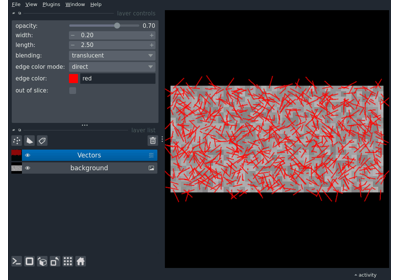 File View Plugins Window Help
layer controls
opacity: 0.70
width: 0.20
length: 2.50
blending: translucent
edge color mode: direct
edge color: red
out of slice:
layer list
Vectors
background
activity